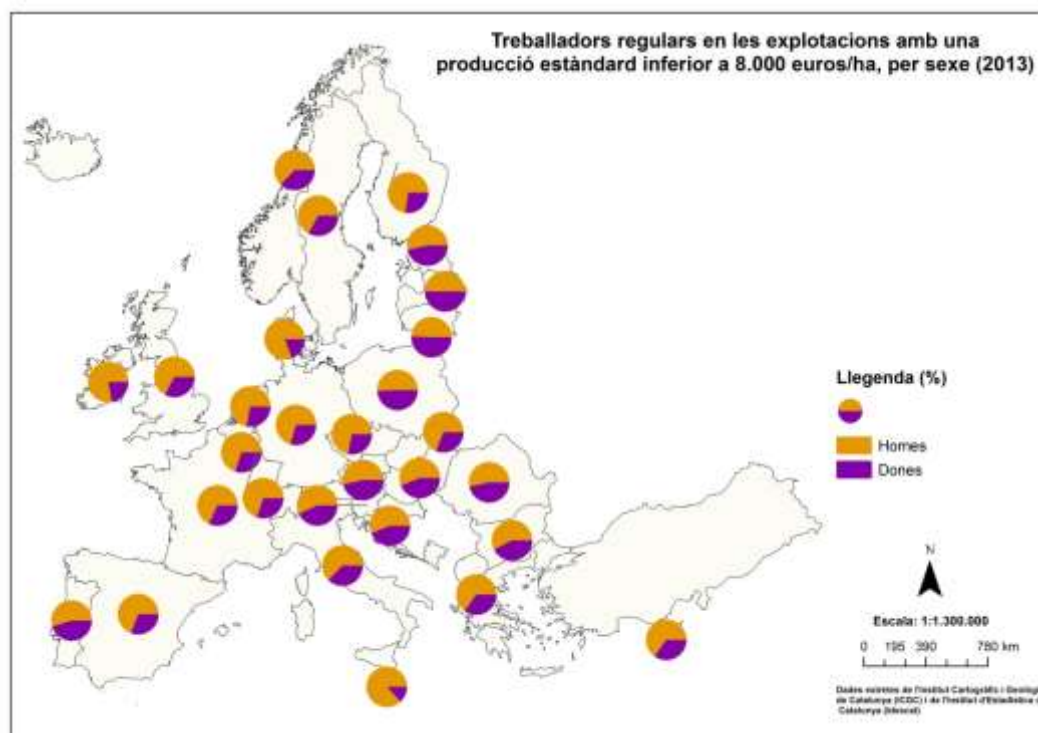 Treballadors regulars en les explotacions amb una
producció estàndard inferior a 8.000 euros/ha, per sexe (2013)
Llegenda (%)
Homes
Dones
N
Escala: 1:1.300.000
0 195 390 780 km
Dades extretes de l'Institut Cartogràfic i Geològi
de Catalunya (ICGC) i de l'Institut d'Estadística
Catalunya (Idescat)